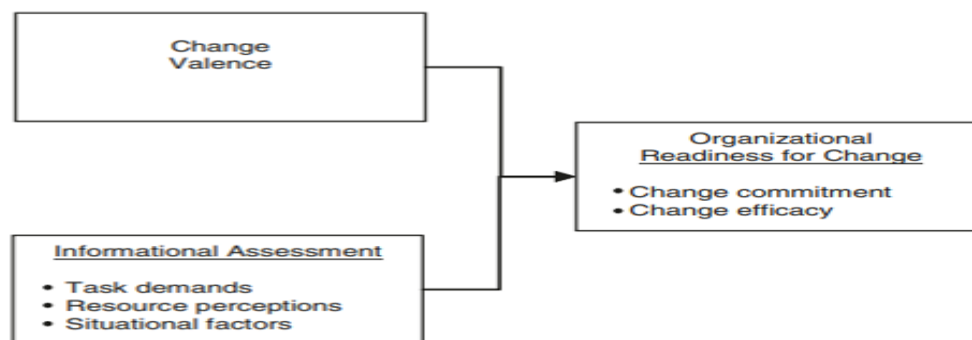 Change
Valence
Organizational
Readiness for Change
• Change commitment
• Change efficacy
Informational Assessment
• Task demands
• Resource perceptions
• Situational factors